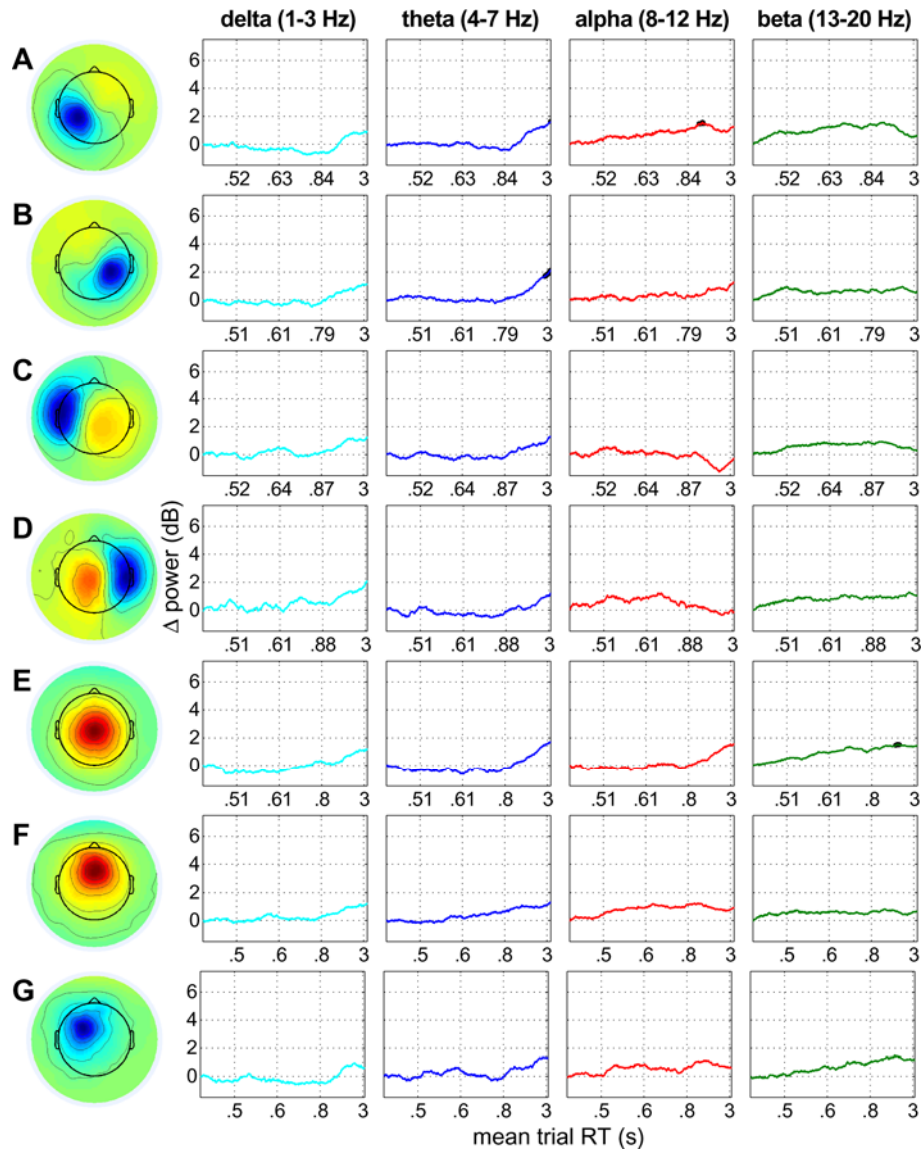 delta (1-3 Hz) theta (4-7 Hz) alpha (8-12 Hz) beta (13-20 Hz)
A
6
4
2
0
.52 .63 .84 3 .52 .63 .84 3 .52 .63 .84 3 .52 .63 .84 3
B
6
4
2
0
.51 .61 .79 3 .51 .61 .79 3 .51 .61 .79 3 .51 .61 .79 3
C
6
4
2
0
.52 .64 .87 3 .52 .64 .87 3 .52 .64 .87 3 .52 .64 .87 3
D
6
4
2
0
Δ power (dB)
.51 .61 .88 3 .51 .61 .88 3 .51 .61 .88 3 .51 .61 .88 3
E
6
4
2
0
.51 .61 .8 3 .51 .61 .8 3 .51 .61 .8 3 .51 .61 .8 3
F
6
4
2
0
.5 .6 .8 3 .5 .6 .8 3 .5 .6 .8 3 .5 .6 .8 3
G
6
4
2
0
.5 .6 .8 3 .5 .6 .8 3 .5 .6 .8 3 .5 .6 .8 3
mean trial RT (s)